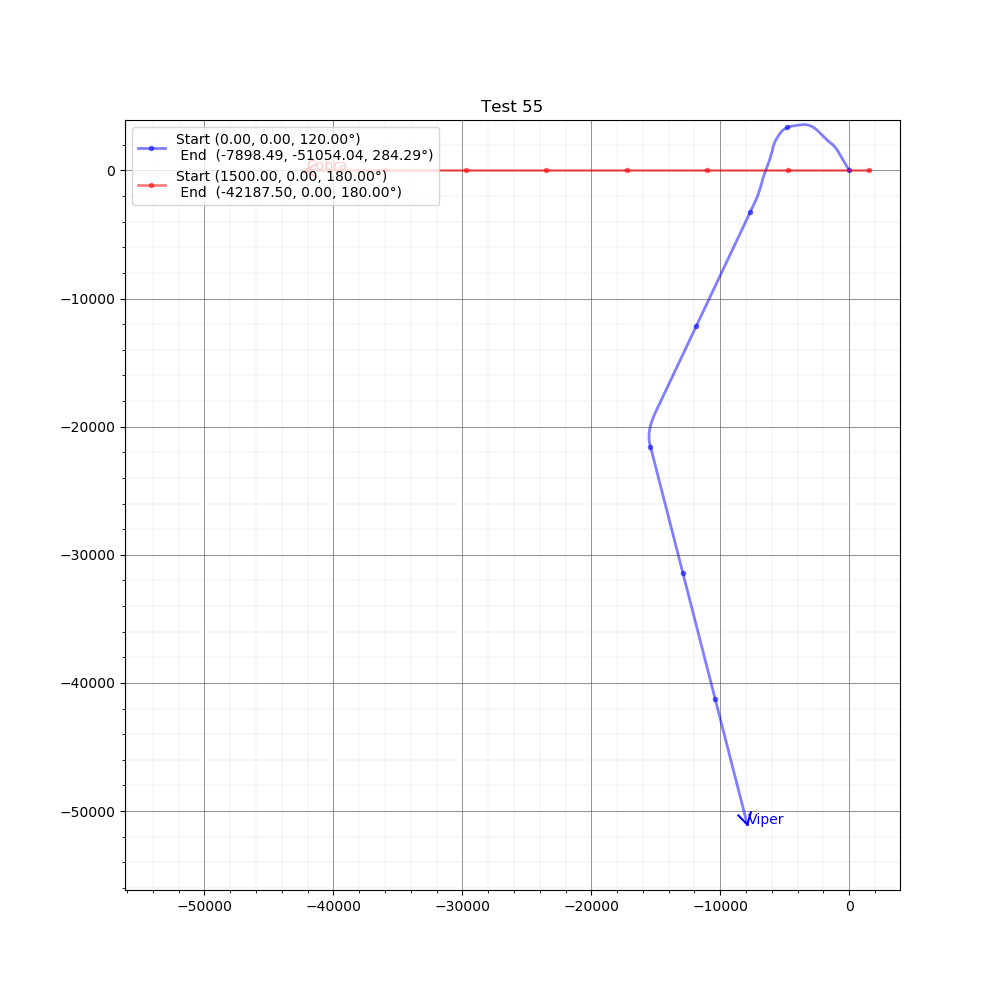 Test 55
Start (0.00, 0.00, 120.00°)
End (-7898.49, -51054.04, 284.29°)
Start (1500.00, 0.00, 180.00°)
End (-42187.50, 0.00, 180.00°)
Cobra
0
−10000
−20000
−30000
−40000
−50000
Viper
−50000
−40000
−30000
−20000
−10000
0